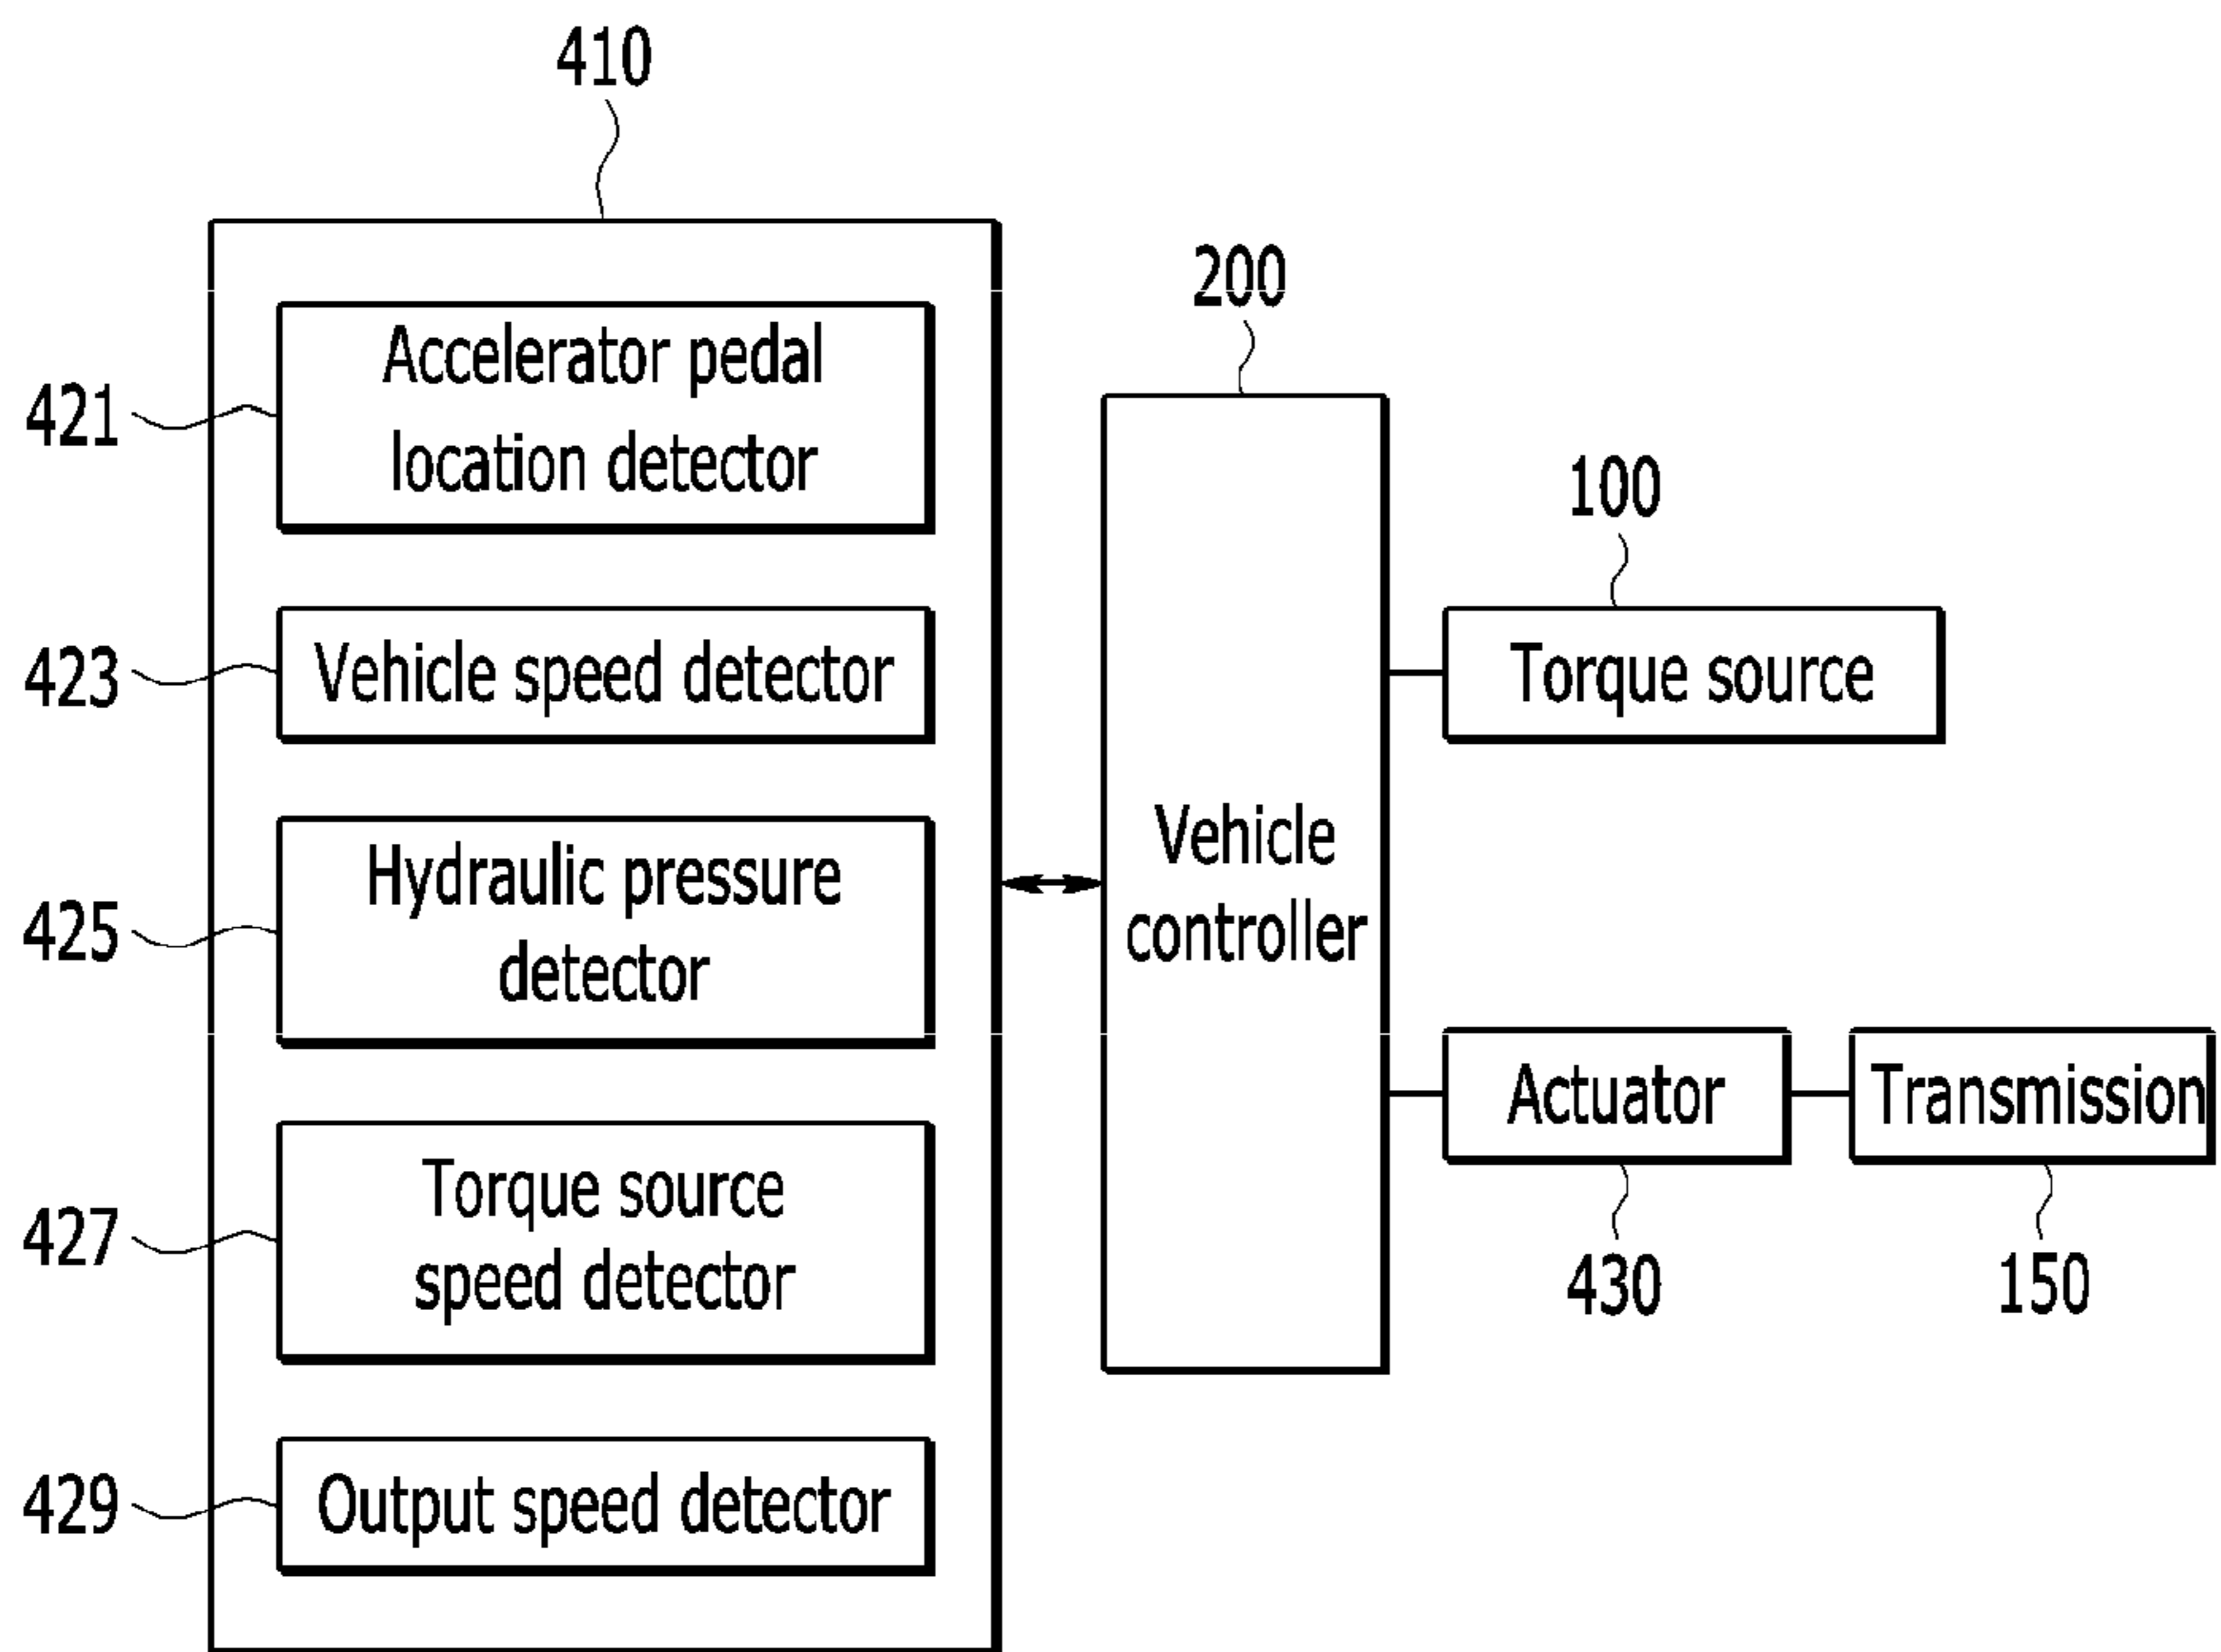 410
200
100
421
Accelerator pedal
location detector
423
Vehicle speed detector
Torque source
425
Hydraulic pressure
detector
Vehicle
controller
427
Torque source
speed detector
Actuator
Transmission
430
150
429
Output speed detector